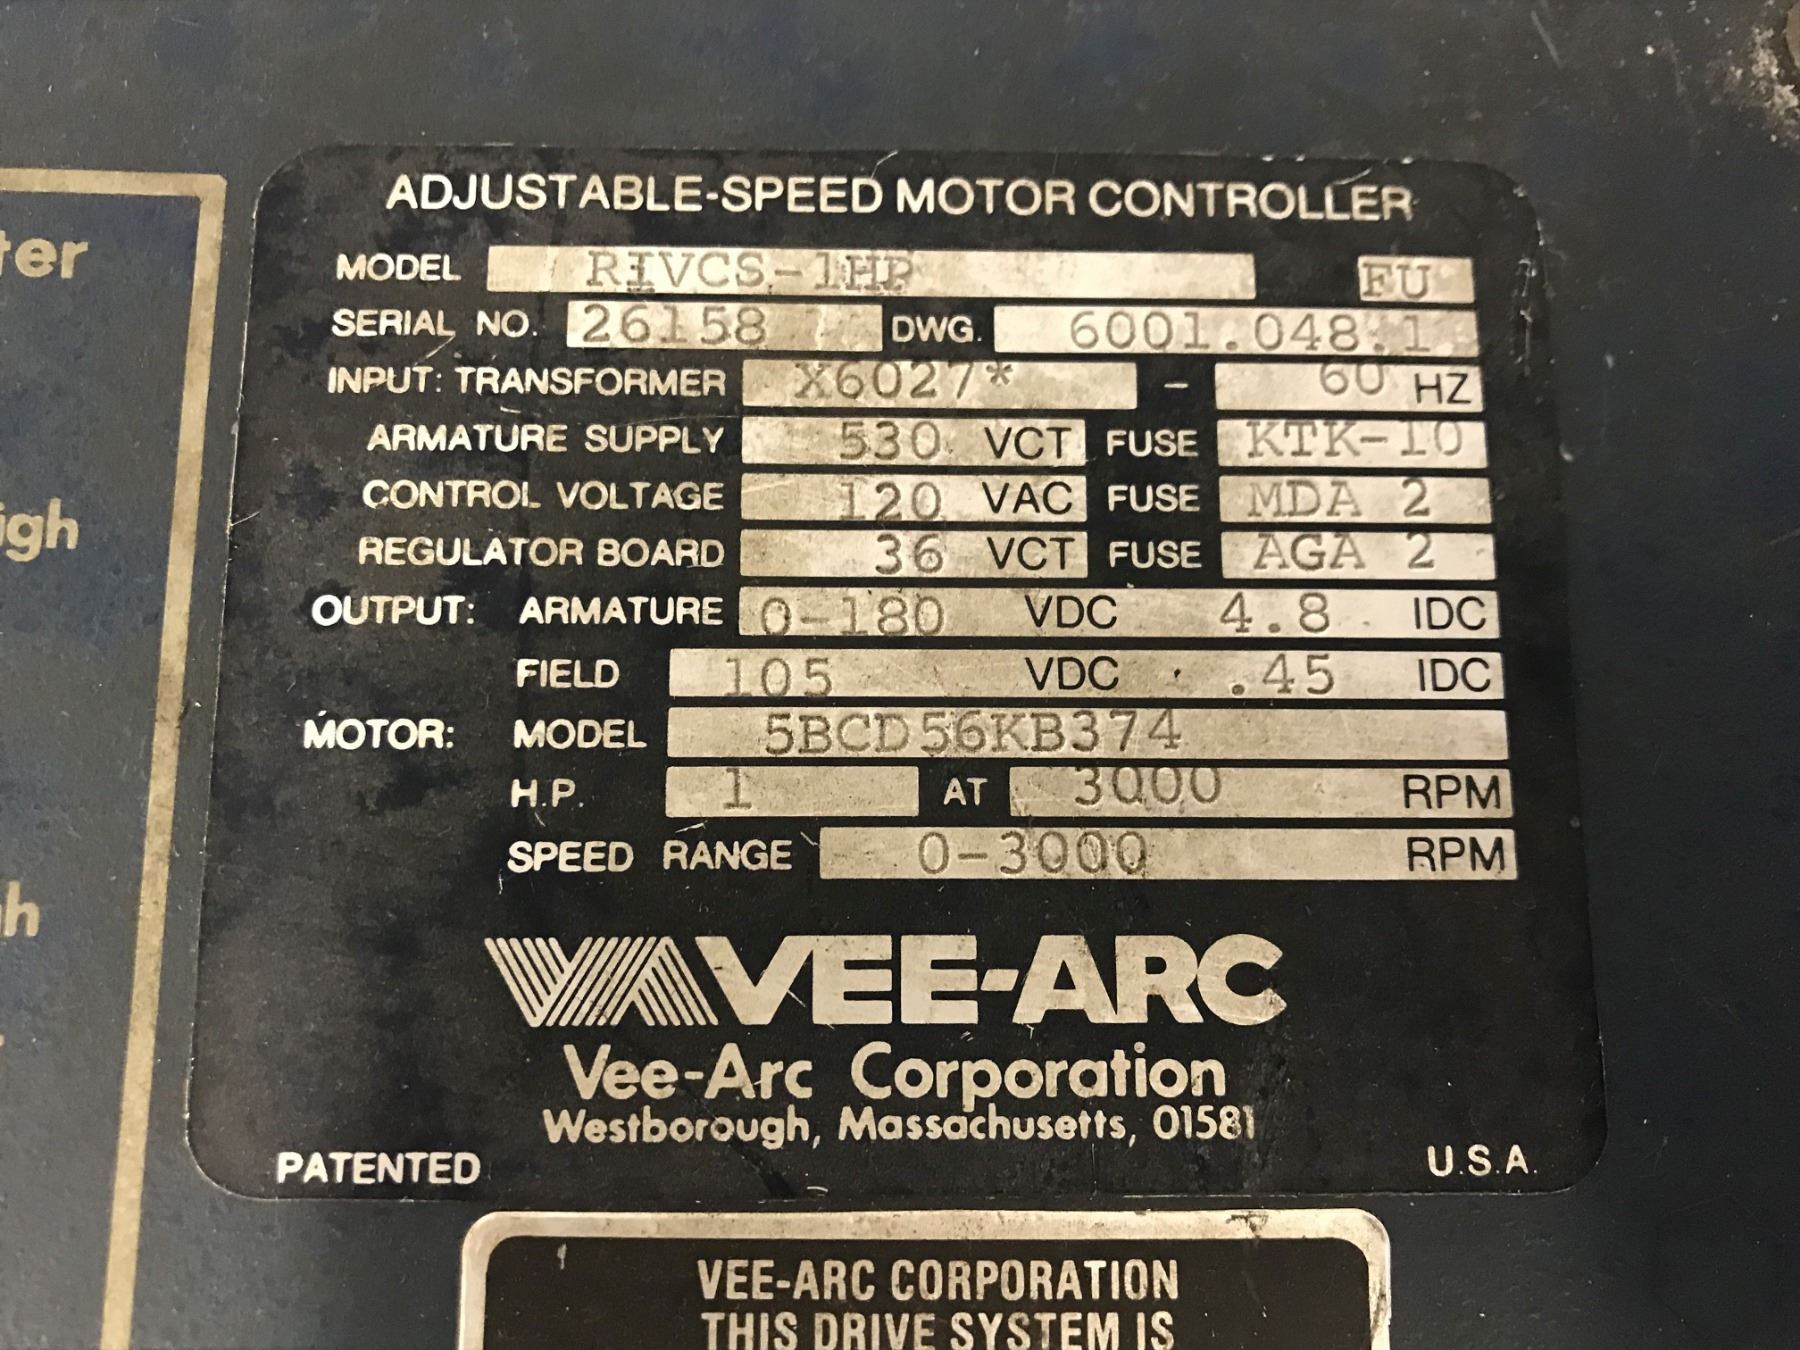 ADJUSTABLE-SPEED MOTOR CONTROLLER
MODEL RIVCS-1HP FU
SERIAL NO. 26158 DWG. 6001.048.1
INPUT: TRANSFORMER X6027* - 60 HZ
ARMATURE SUPPLY 530 VCT FUSE KTK-10
CONTROL VOLTAGE 120 VAC FUSE MDA 2
REGULATOR BOARD 36 VCT FUSE AGA 2
OUTPUT: ARMATURE 0-180 VDC 4.8 IDC
FIELD 105 VDC .45 IDC
MOTOR: MODEL 5BCD56KB374
H.P. 1 AT 3000 RPM
SPEED RANGE 0-3000 RPM
VEE-ARC
Vee-Arc Corporation
Westborough, Massachusetts, 01581
PATENTED U.S.A.
VEE-ARC CORPORATION
THIS DRIVE SYSTEM IS